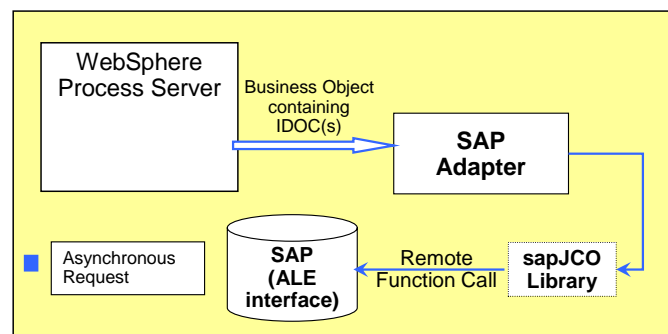 WebSphere
Process Server
Business Object
containing
IDOC(s)
SAP
Adapter
Asynchronous
Request
SAP
(ALE
interface)
Remote
Function Call
sapJCO
Library